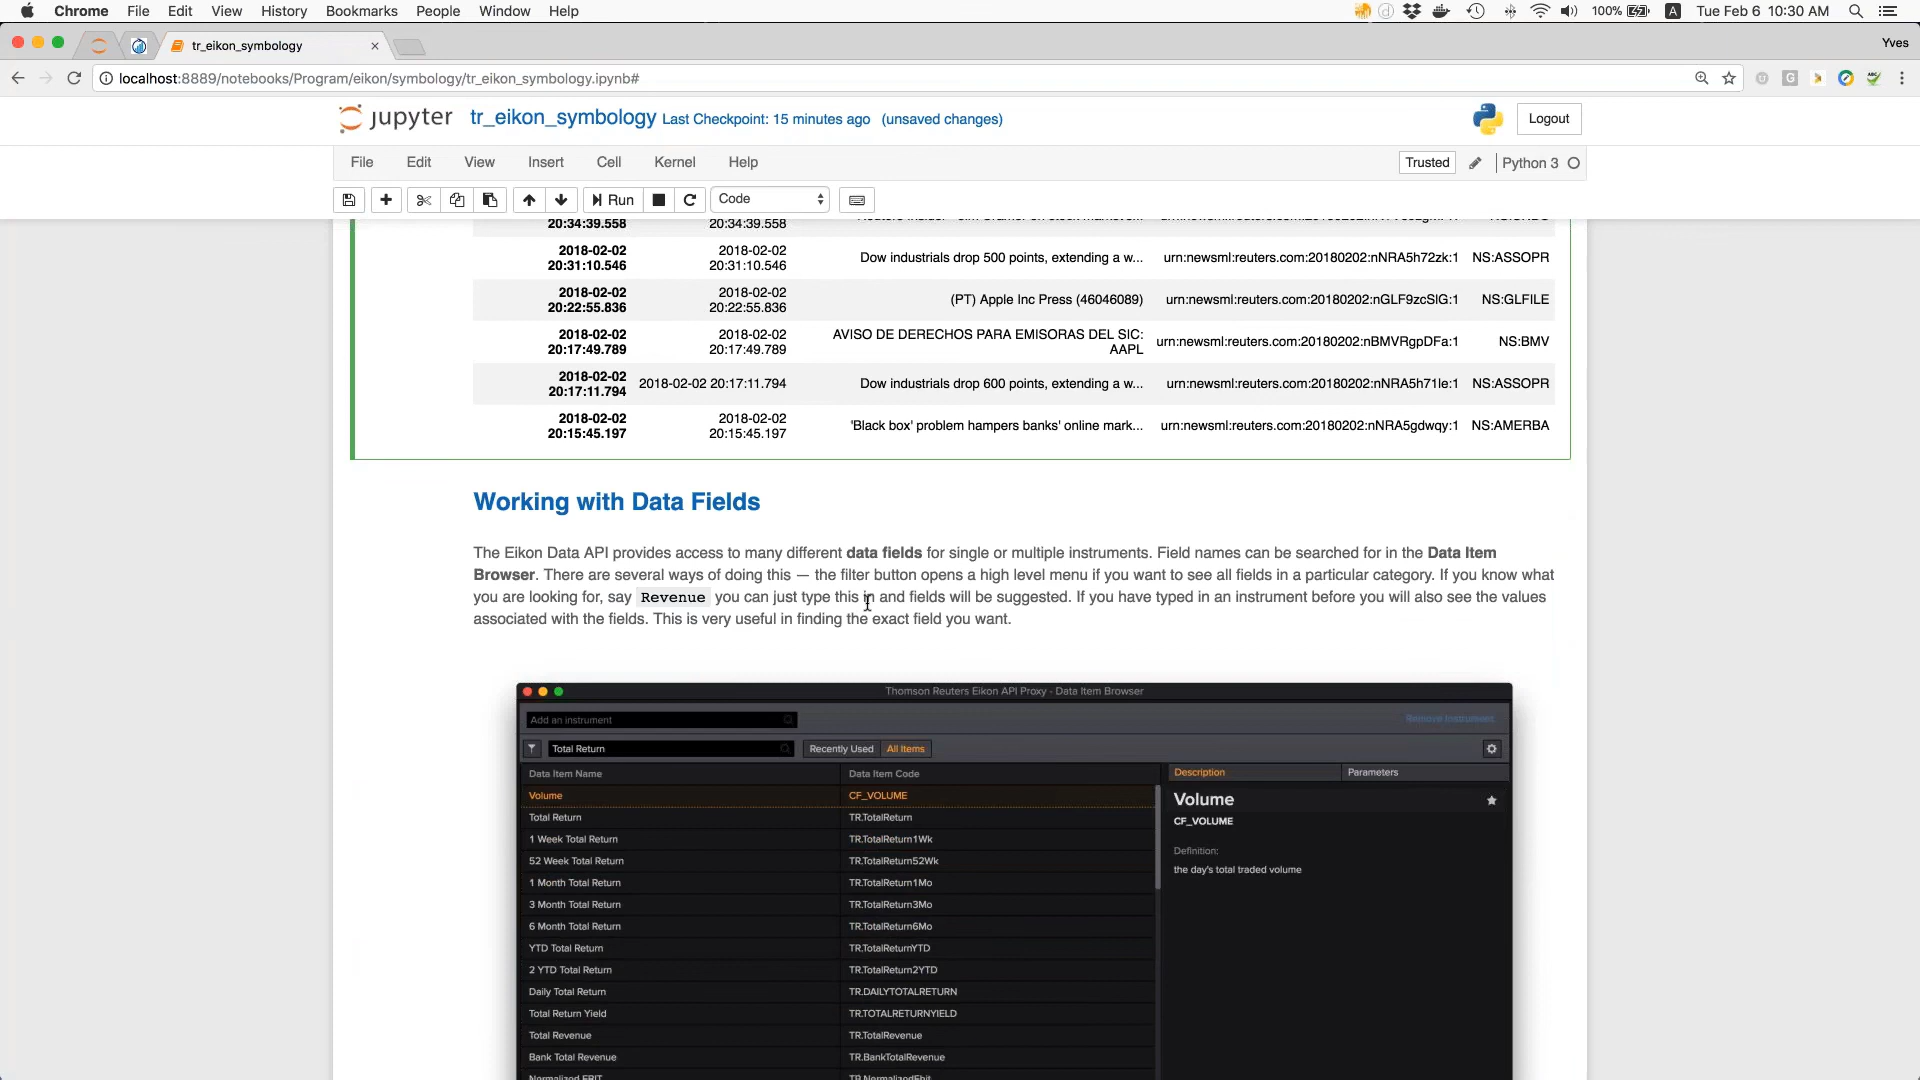 Chrome File Edit View History Bookmarks People Window Help 100% A Tue Feb 6 10:30 AM
tr_eikon_symbology Yves
localhost:8889/notebooks/Program/eikon/symbology/tr_eikon_symbology.ipynb#
jupyter tr_eikon_symbology Last Checkpoint: 15 minutes ago (unsaved changes) Logout
File Edit View Insert Cell Kernel Help Trusted Python 3
Run Code
20:34:39.558 20:34:39.558
2018-02-02 2018-02-02
20:31:10.546 20:31:10.546 Dow industrials drop 500 points, extending a w... urn:newsml:reuters.com:20180202:nNRA5h72zk:1 NS:ASSOPR
2018-02-02 2018-02-02
20:22:55.836 20:22:55.836 (PT) Apple Inc Press (46046089) urn:newsml:reuters.com:20180202:nGLF9zcSlG:1 NS:GLFILE
2018-02-02 2018-02-02 AVISO DE DERECHOS PARA EMISORAS DEL SIC:
20:17:49.789 20:17:49.789 AAPL urn:newsml:reuters.com:20180202:nBMVRgpDFa:1 NS:BMV
2018-02-02
20:17:11.794 2018-02-02 20:17:11.794 Dow industrials drop 600 points, extending a w... urn:newsml:reuters.com:20180202:nNRA5h71le:1 NS:ASSOPR
2018-02-02 2018-02-02
20:15:45.197 20:15:45.197 'Black box' problem hampers banks' online mark... urn:newsml:reuters.com:20180202:nNRA5gdwqy:1 NS:AMERBA
Working with Data Fields
The Eikon Data API provides access to many different data fields for single or multiple instruments. Field names can be searched for in the Data Item
Browser. There are several ways of doing this — the filter button opens a high level menu if you want to see all fields in a particular category. If you know what
you are looking for, say Revenue you can just type this in and fields will be suggested. If you have typed in an instrument before you will also see the values
associated with the fields. This is very useful in finding the exact field you want.
Thomson Reuters Eikon API Proxy - Data Item Browser
Add an instrument Remove Instrument
Total Return Recently Used All Items
Data Item Name Data Item Code Description Parameters
Volume CF_VOLUME Volume
Total Return TR.TotalReturn CF_VOLUME
1 Week Total Return TR.TotalReturn1Wk Definition:
52 Week Total Return TR.TotalReturn52Wk the day's total traded volume
1 Month Total Return TR.TotalReturn1Mo
3 Month Total Return TR.TotalReturn3Mo
6 Month Total Return TR.TotalReturn6Mo
YTD Total Return TR.TotalReturnYTD
2 YTD Total Return TR.TotalReturn2YTD
Daily Total Return TR.DAILYTOTALRETURN
Total Return Yield TR.TOTALRETURNYIELD
Total Revenue TR.TotalRevenue
Bank Total Revenue TR.BankTotalRevenue
Normalized EBIT TR.NormalizedEbit